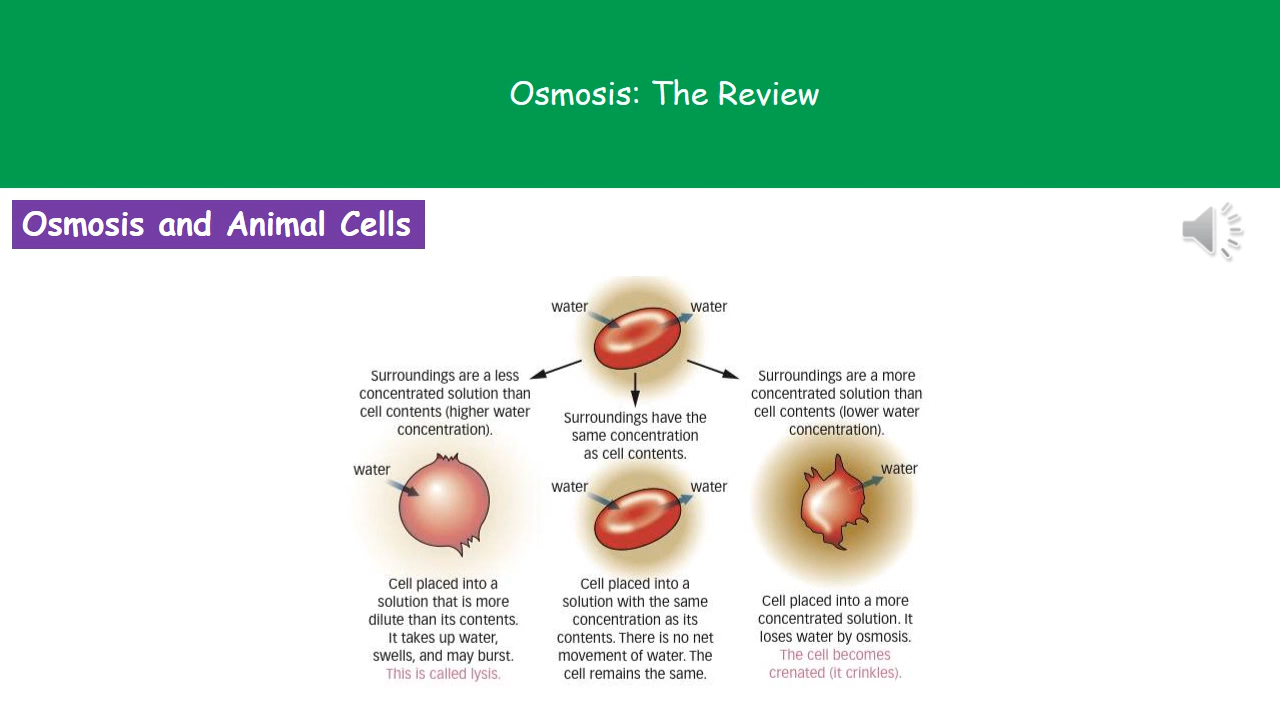 Osmosis: The Review
Osmosis and Animal Cells
water
water
Surroundings are a less
concentrated solution than
cell contents (higher water
concentration).
Surroundings have the
same concentration
as cell contents.
Surroundings are a more
concentrated solution than
cell contents (lower water
concentration).
water
water
water
water
Cell placed into a
solution that is more
dilute than its contents.
It takes up water,
swells, and may burst.
This is called lysis.
Cell placed into a
solution with the same
concentration as its
contents. There is no net
movement of water. The
cell remains the same.
Cell placed into a more
concentrated solution. It
loses water by osmosis.
The cell becomes
crenated (it crinkles).